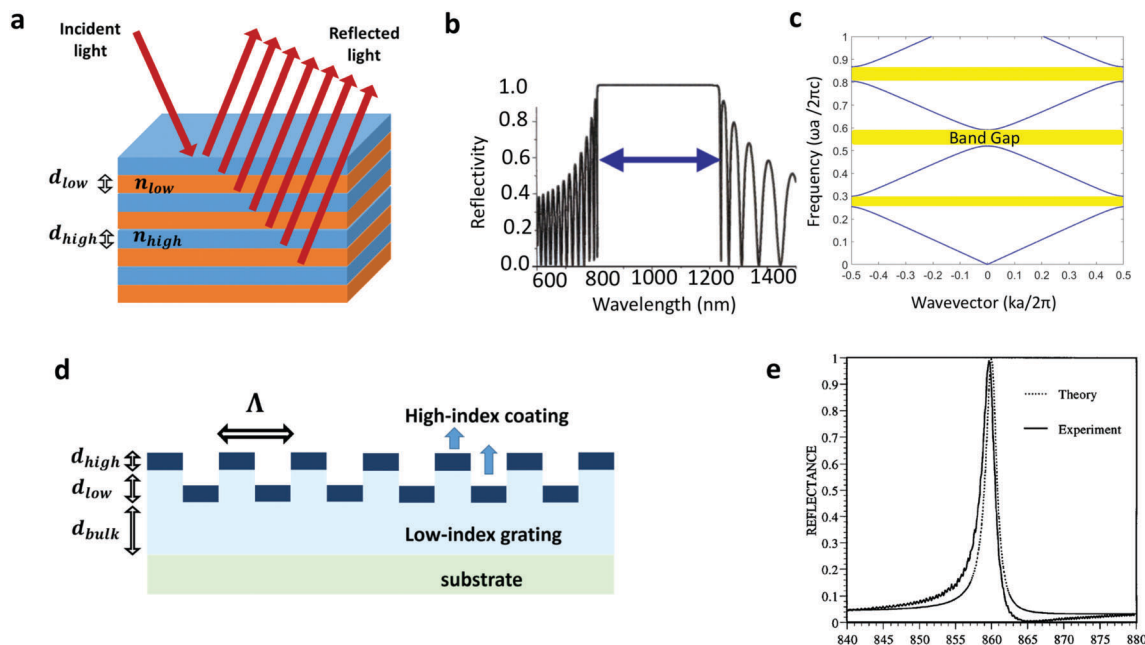 a
Incident
light
Reflected
light
d_low
n_low
d_high
n_high
b
Reflectivity
1.0
0.8
0.6
0.4
0.2
0.0
600 800 1000 1200 1400
Wavelength (nm)
c
Frequency (ωa /2πc)
1
0.9
0.8
0.7
0.6
0.5
0.4
0.3
0.2
0.1
0
Band Gap
-0.5 -0.4 -0.3 -0.2 -0.1 0 0.1 0.2 0.3 0.4 0.5
Wavevector (ka/2π)
d
Λ
High-index coating
d_high
d_low
d_bulk
Low-index grating
substrate
e
REFLECTANCE
1
0.9
0.8
0.7
0.6
0.5
0.4
0.3
0.2
0.1
0
Theory
Experiment
840 845 850 855 860 865 870 875 880